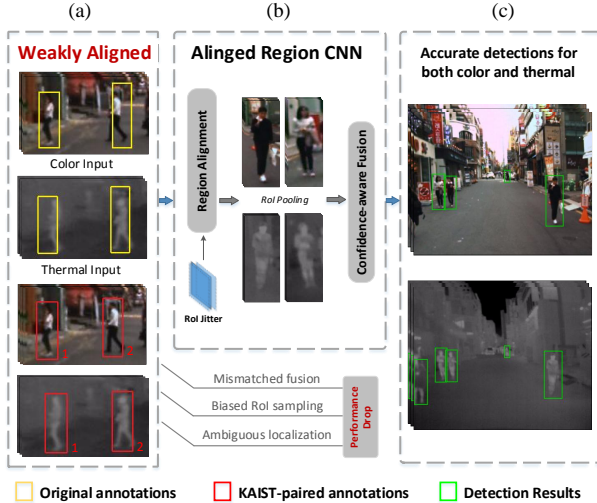 (a)
(b)
(c)
Weakly Aligned
Color Input
Thermal Input
1
2
1
2
Alinged Region CNN
Region Alignment
RoI Pooling
Confidence-aware Fusion
RoI Jitter
Accurate detections for
both color and thermal
Mismatched fusion
Biased RoI sampling
Ambiguous localization
Performance
Drop
Original annotations
KAIST-paired annotations
Detection Results